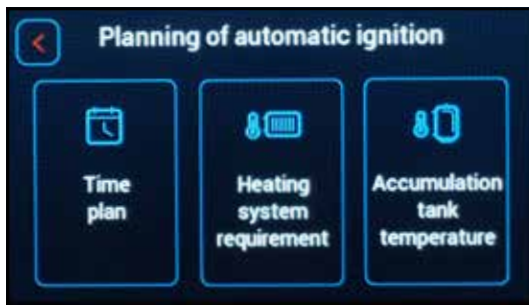 Planning of automatic ignition
Time
plan
Heating
system
requirement
Accumulation
tank
temperature